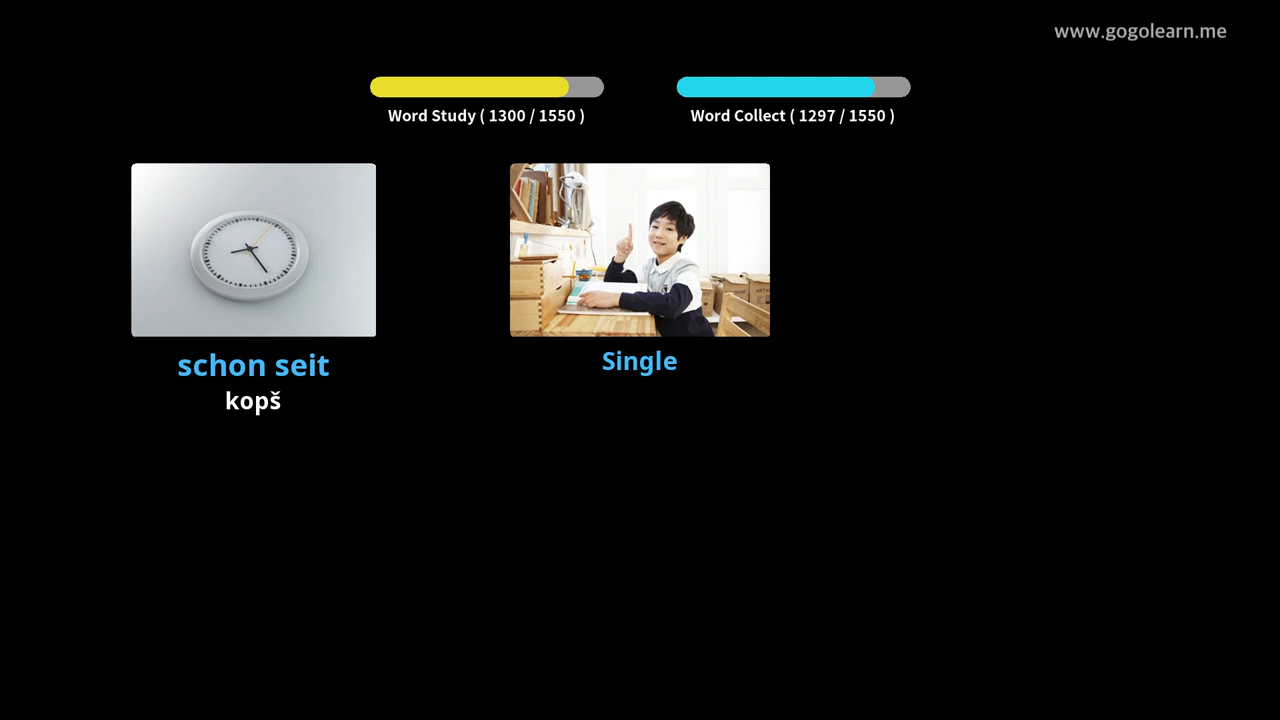 www.gogolearn.me
Word Study ( 1300 / 1550 )
Word Collect ( 1297 / 1550 )
schon seit
kopš
Single